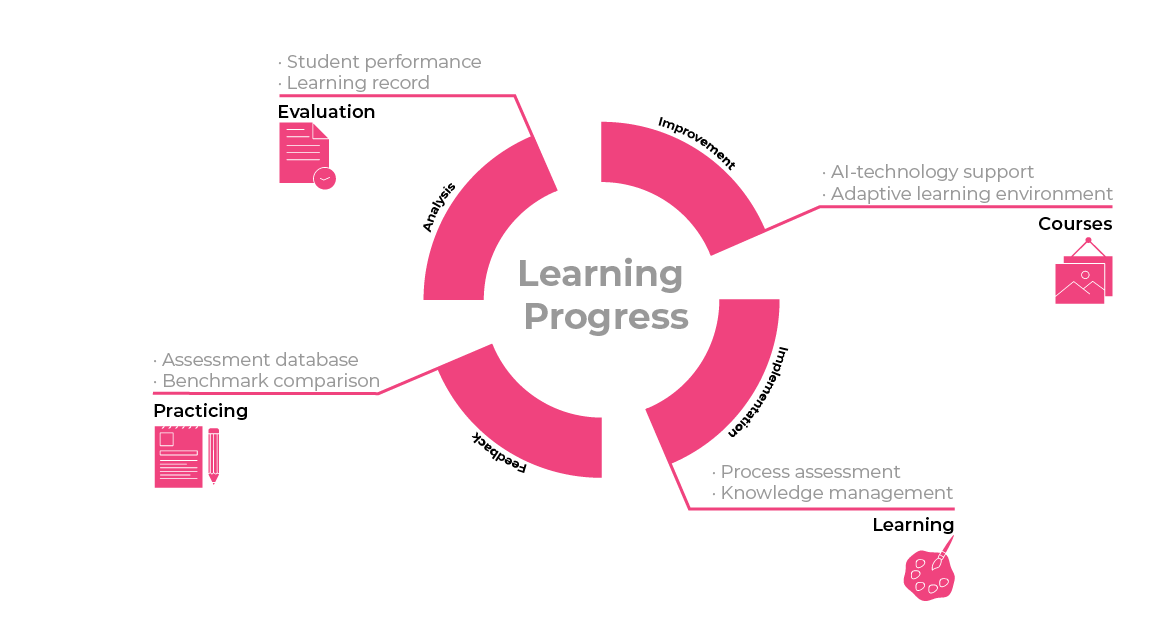 · Student performance
· Learning record
Evaluation
Analysis
Improvement
· AI-technology support
· Adaptive learning environment
Courses
Learning
Progress
· Assessment database
· Benchmark comparison
Practicing
Feedback
Implementation
· Process assessment
· Knowledge management
Learning